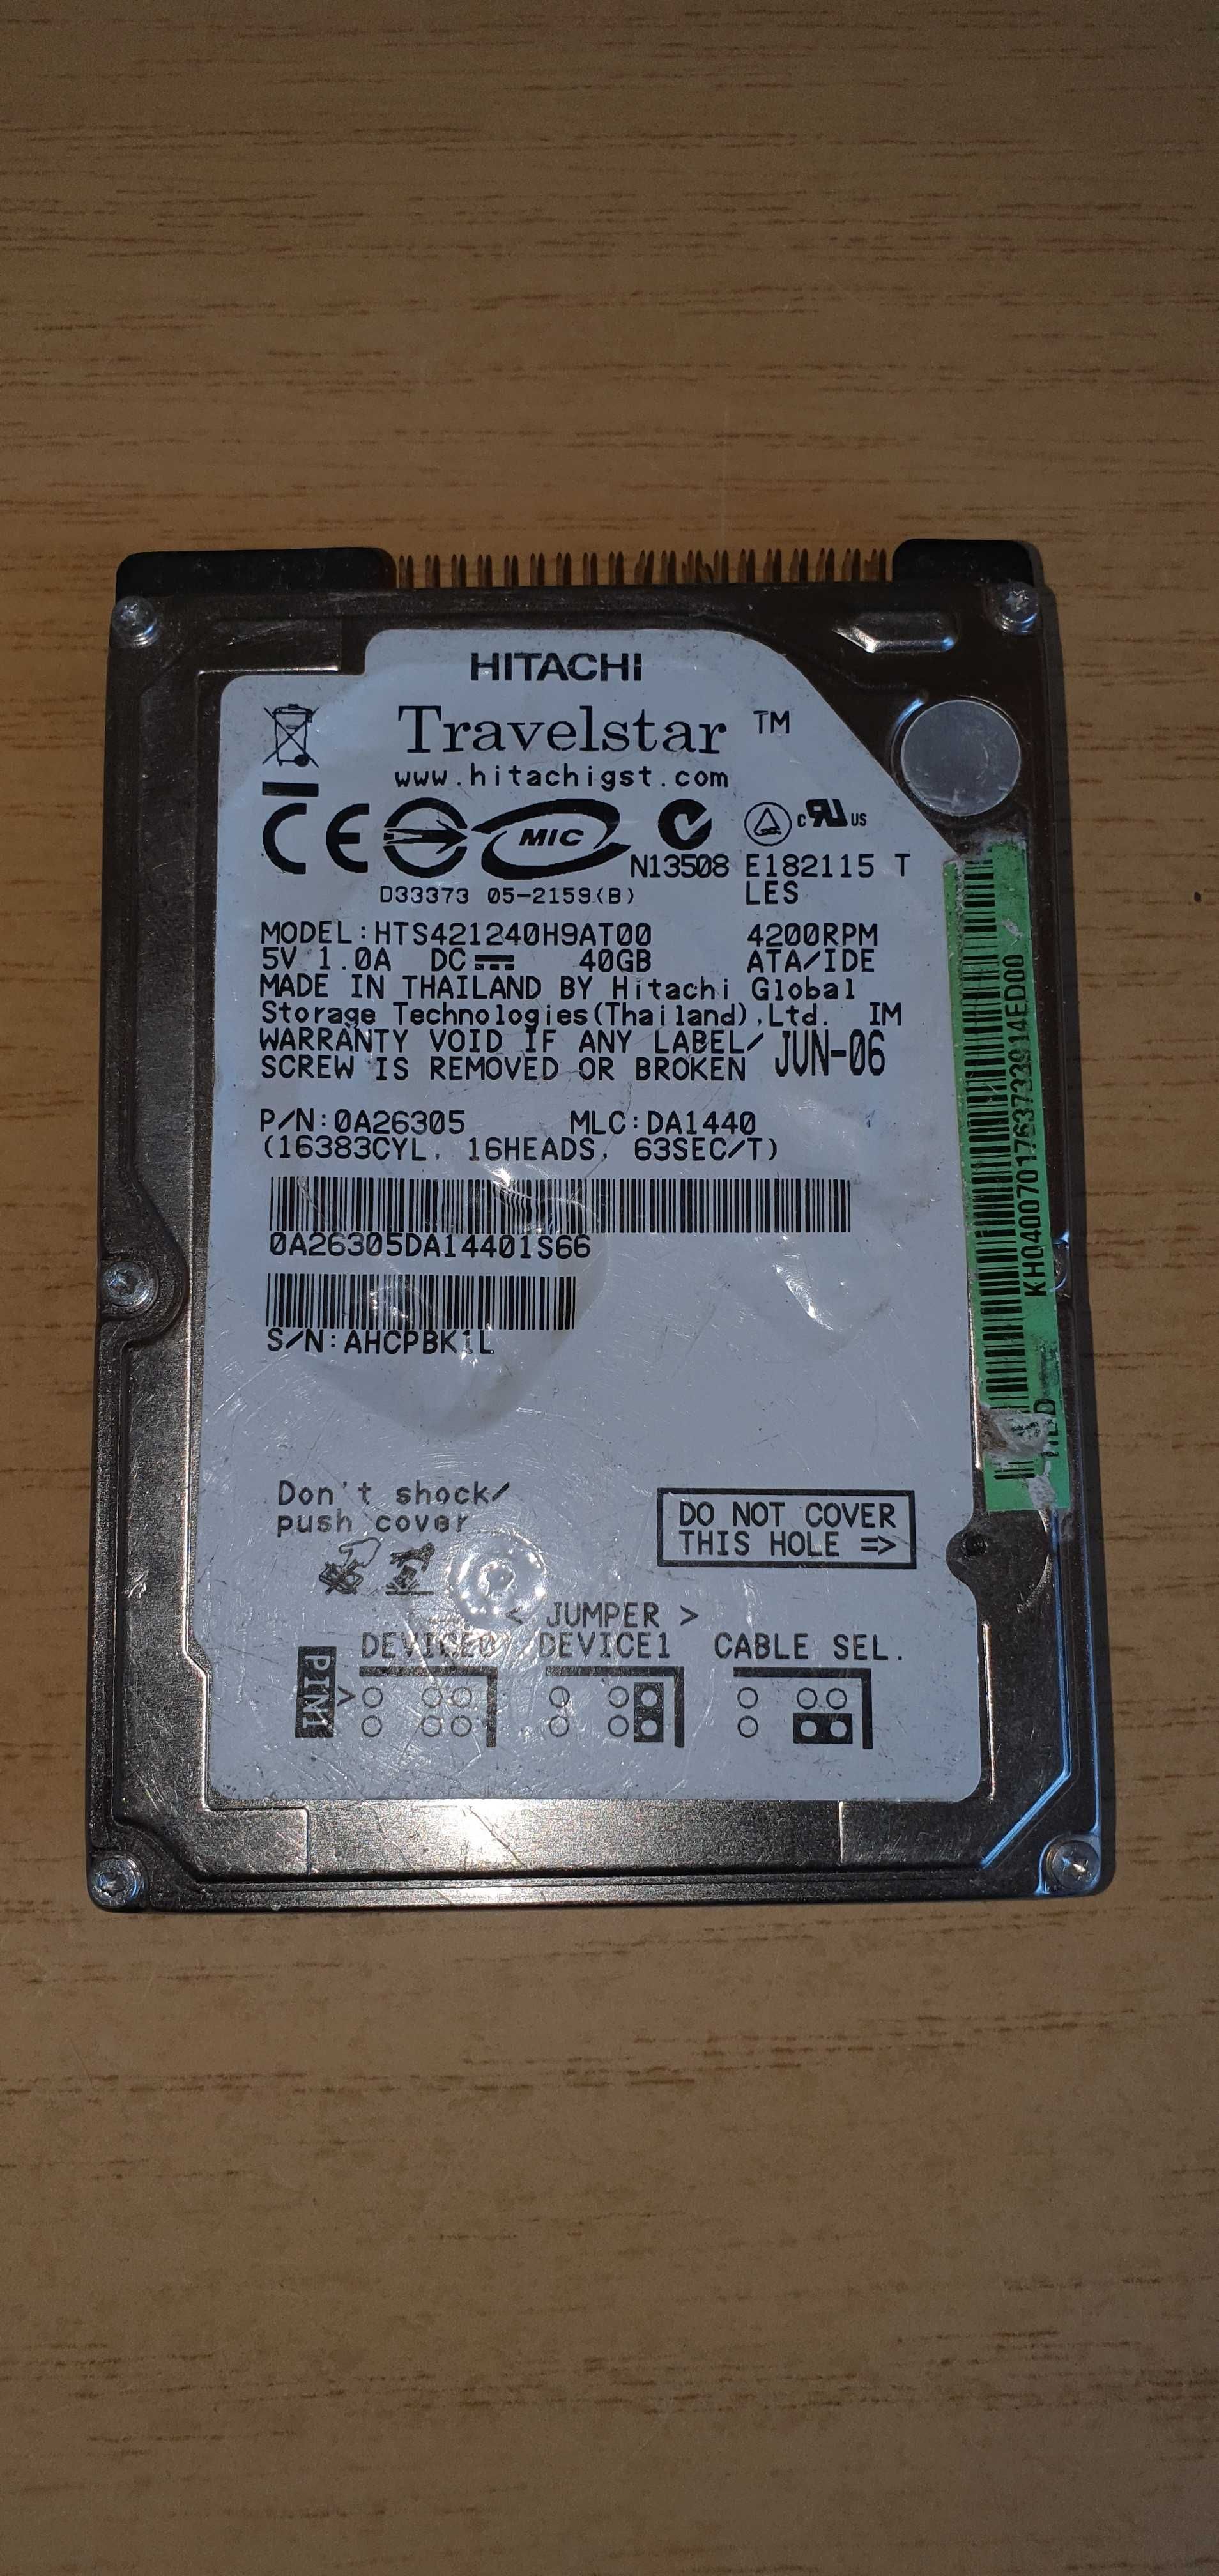 HITACHI
Travelstar ™
www.hitachigst.com
CE MIC c UR US
N13508 E182115 T
D33373 05-2159(B) LES
MODEL:HTS421240H9AT00 4200RPM
5V 1.0A DC 40GB ATA/IDE
MADE IN THAILAND BY Hitachi Global
Storage Technologies(Thailand),Ltd. IM
WARRANTY VOID IF ANY LABEL/ JUN-06
SCREW IS REMOVED OR BROKEN
P/N:0A26305 MLC:DA1440
(16383CYL, 16HEADS, 63SEC/T)
0A26305DA14401S66
S/N:AHCPBK1L
Don't shock/
push cover
DO NOT COVER
THIS HOLE =>
< JUMPER >
DEVICE0 DEVICE1 CABLE SEL.
PIN1 >